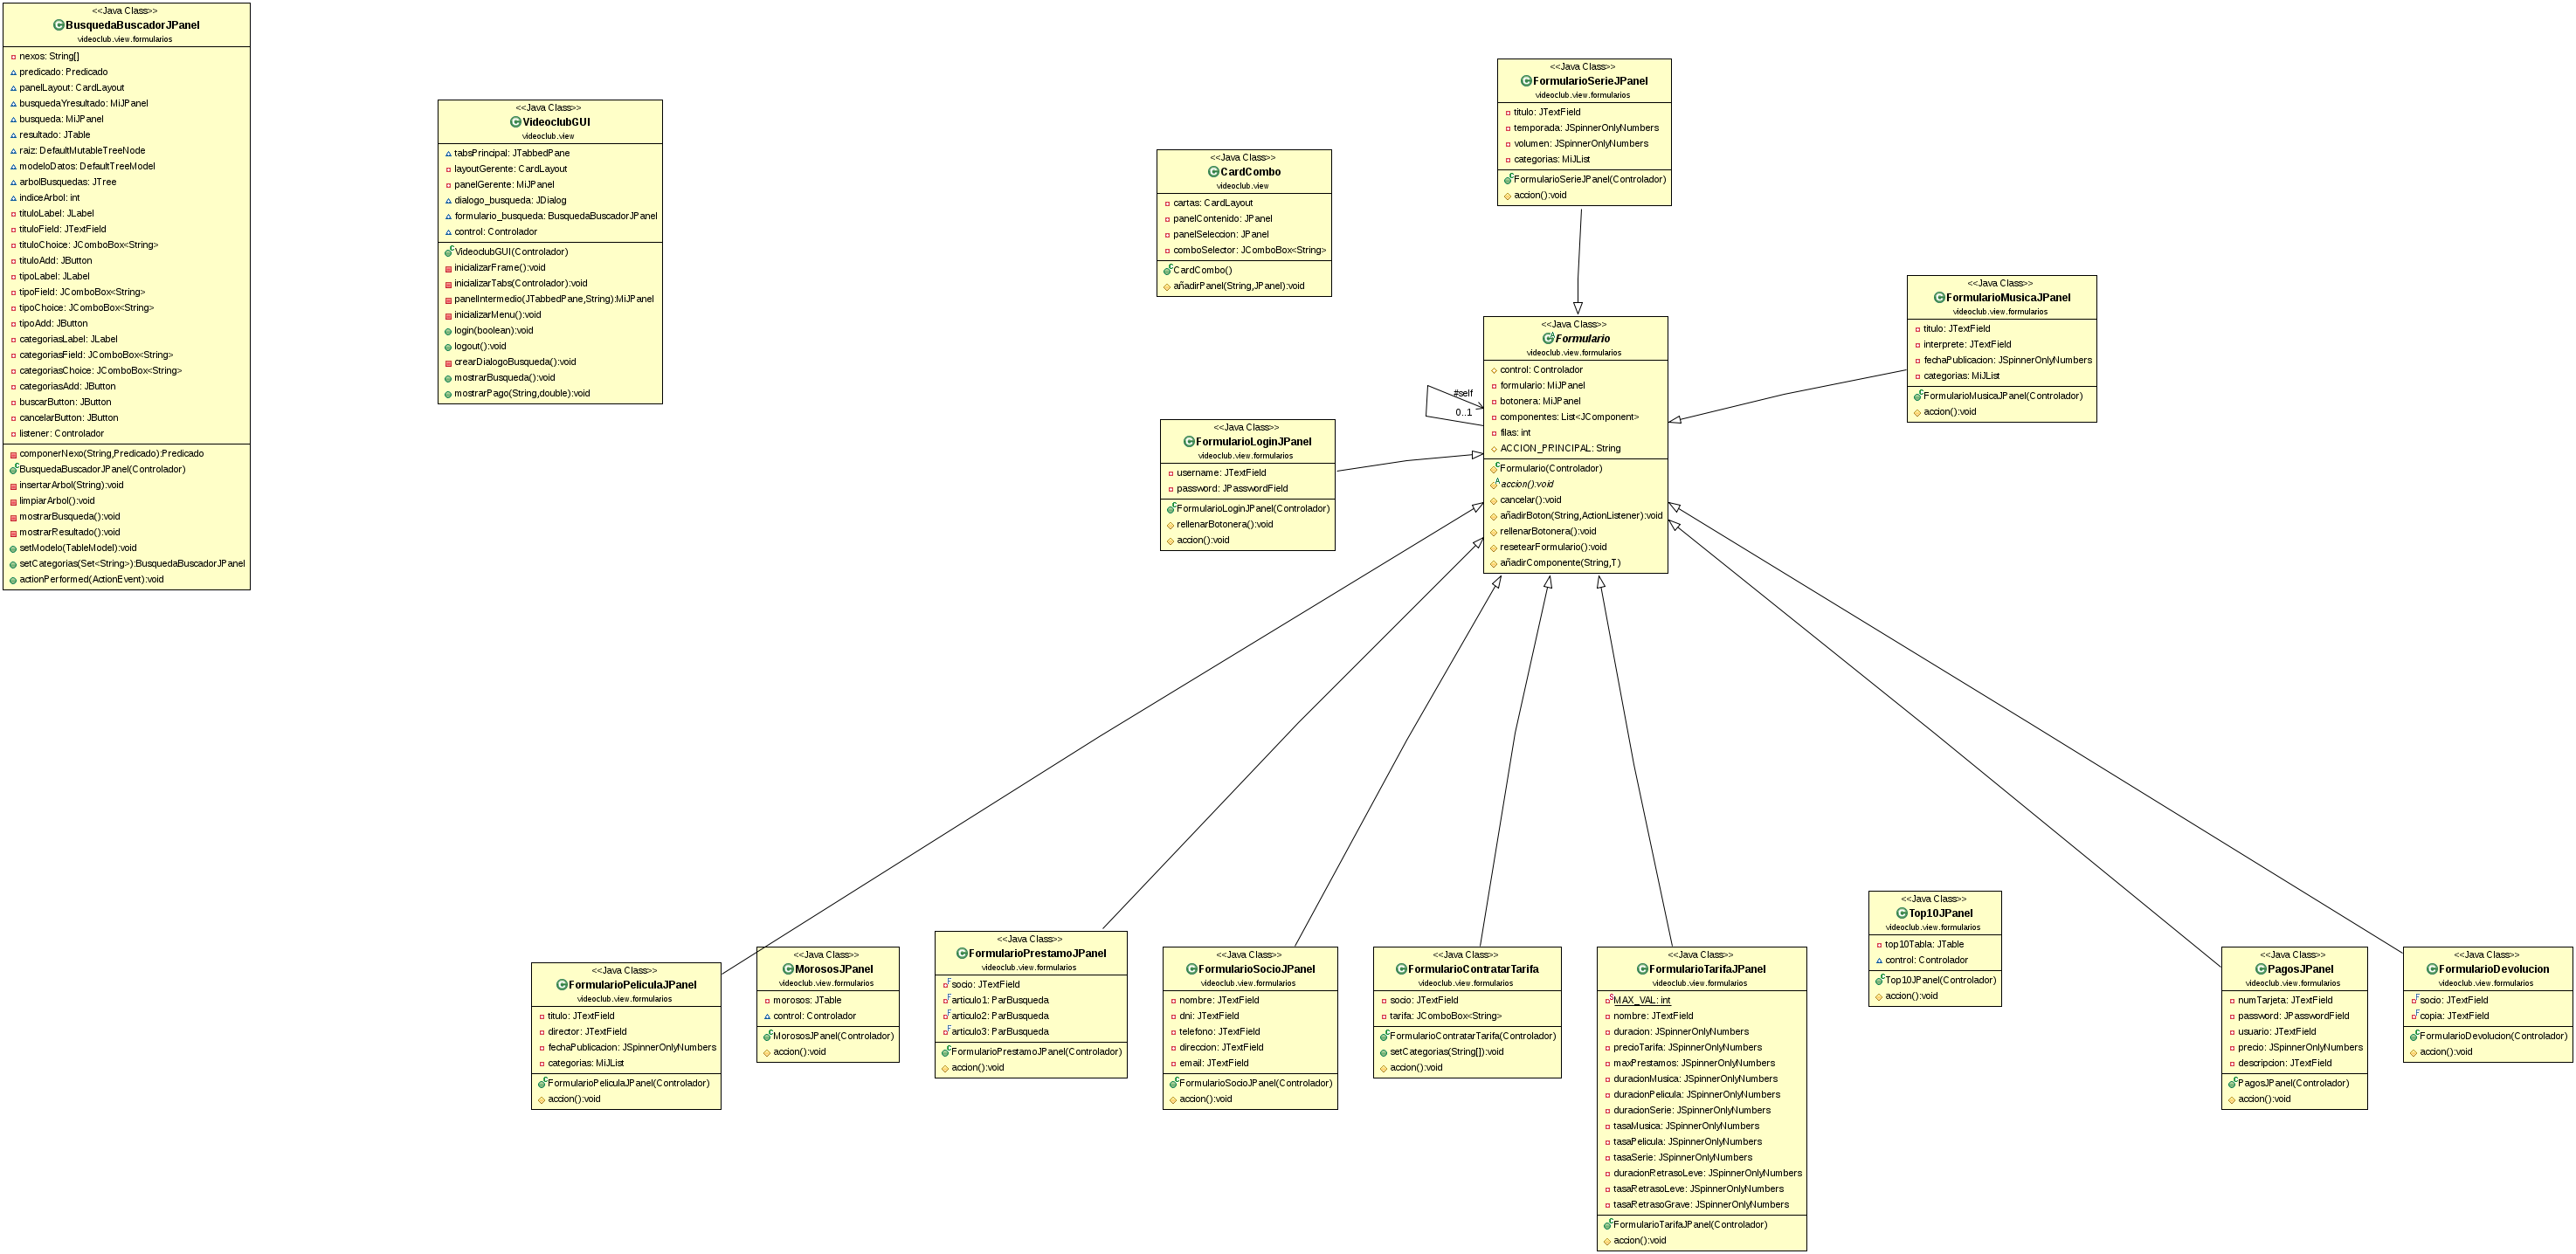 <<Java Class>>
BusquedaBuscadorJPanel
videoclub.view.formularios
nexos: String[]
predicado: Predicado
panelLayout: CardLayout
busquedaYresultado: MiJPanel
busqueda: MiJPanel
resultado: JTable
raiz: DefaultMutableTreeNode
modeloDatos: DefaultTreeModel
arbolBusquedas: JTree
indiceArbol: int
tituloLabel: JLabel
tituloField: JTextField
tituloChoice: JComboBox<String>
tituloAdd: JButton
tipoLabel: JLabel
tipoField: JComboBox<String>
tipoChoice: JComboBox<String>
tipoAdd: JButton
categoriasLabel: JLabel
categoriasField: JComboBox<String>
categoriasChoice: JComboBox<String>
categoriasAdd: JButton
buscarButton: JButton
cancelarButton: JButton
listener: Controlador
componerNexo(String,Predicado):Predicado
BusquedaBuscadorJPanel(Controlador)
insertarArbol(String):void
limpiarArbol():void
mostrarBusqueda():void
mostrarResultado():void
setModelo(TableModel):void
setCategorias(Set<String>):BusquedaBuscadorJPanel
actionPerformed(ActionEvent):void
<<Java Class>>
VideoclubGUI
videoclub.view
tabsPrincipal: JTabbedPane
layoutGerente: CardLayout
panelGerente: MiJPanel
dialogo_busqueda: JDialog
formulario_busqueda: BusquedaBuscadorJPanel
control: Controlador
VideoclubGUI(Controlador)
inicializarFrame():void
inicializarTabs(Controlador):void
panelIntermedio(JTabbedPane,String):MiJPanel
inicializarMenu():void
login(boolean):void
logout():void
crearDialogoBusqueda():void
mostrarBusqueda():void
mostrarPago(String,double):void
<<Java Class>>
CardCombo
videoclub.view
cartas: CardLayout
panelContenido: JPanel
panelSeleccion: JPanel
comboSelector: JComboBox<String>
CardCombo()
añadirPanel(String,JPanel):void
<<Java Class>>
FormularioSerieJPanel
videoclub.view.formularios
titulo: JTextField
temporada: JSpinnerOnlyNumbers
volumen: JSpinnerOnlyNumbers
categorias: MiJList
FormularioSerieJPanel(Controlador)
accion():void
<<Java Class>>
FormularioMusicaJPanel
videoclub.view.formularios
titulo: JTextField
interprete: JTextField
fechaPublicacion: JSpinnerOnlyNumbers
categorias: MiJList
FormularioMusicaJPanel(Controlador)
accion():void
<<Java Class>>
Formulario
videoclub.view.formularios
control: Controlador
formulario: MiJPanel
botonera: MiJPanel
componentes: List<JComponent>
filas: int
ACCION_PRINCIPAL: String
Formulario(Controlador)
accion():void
cancelar():void
añadirBoton(String,ActionListener):void
rellenarBotonera():void
resetearFormulario():void
añadirComponente(String,T)
#self
0..1
<<Java Class>>
FormularioLoginJPanel
videoclub.view.formularios
username: JTextField
password: JPasswordField
FormularioLoginJPanel(Controlador)
rellenarBotonera():void
accion():void
<<Java Class>>
FormularioPeliculaJPanel
videoclub.view.formularios
titulo: JTextField
director: JTextField
fechaPublicacion: JSpinnerOnlyNumbers
categorias: MiJList
FormularioPeliculaJPanel(Controlador)
accion():void
<<Java Class>>
MorososJPanel
videoclub.view.formularios
morosos: JTable
control: Controlador
MorososJPanel(Controlador)
accion():void
<<Java Class>>
FormularioPrestamoJPanel
videoclub.view.formularios
socio: JTextField
articulo1: ParBusqueda
articulo2: ParBusqueda
articulo3: ParBusqueda
FormularioPrestamoJPanel(Controlador)
accion():void
<<Java Class>>
FormularioSocioJPanel
videoclub.view.formularios
nombre: JTextField
dni: JTextField
telefono: JTextField
direccion: JTextField
email: JTextField
FormularioSocioJPanel(Controlador)
accion():void
<<Java Class>>
FormularioContratarTarifa
videoclub.view.formularios
socio: JTextField
tarifa: JComboBox<String>
FormularioContratarTarifa(Controlador)
setCategorias(String[]):void
accion():void
<<Java Class>>
FormularioTarifaJPanel
videoclub.view.formularios
MAX_VAL: int
nombre: JTextField
duracion: JSpinnerOnlyNumbers
precioTarifa: JSpinnerOnlyNumbers
maxPrestamos: JSpinnerOnlyNumbers
duracionMusica: JSpinnerOnlyNumbers
duracionPelicula: JSpinnerOnlyNumbers
duracionSerie: JSpinnerOnlyNumbers
tasaMusica: JSpinnerOnlyNumbers
tasaPelicula: JSpinnerOnlyNumbers
tasaSerie: JSpinnerOnlyNumbers
duracionRetrasoLeve: JSpinnerOnlyNumbers
tasaRetrasoLeve: JSpinnerOnlyNumbers
tasaRetrasoGrave: JSpinnerOnlyNumbers
FormularioTarifaJPanel(Controlador)
accion():void
<<Java Class>>
Top10JPanel
videoclub.view.formularios
top10Tabla: JTable
control: Controlador
Top10JPanel(Controlador)
accion():void
<<Java Class>>
PagosJPanel
videoclub.view.formularios
numTarjeta: JTextField
password: JPasswordField
usuario: JTextField
precio: JSpinnerOnlyNumbers
descripcion: JTextField
PagosJPanel(Controlador)
accion():void
<<Java Class>>
FormularioDevolucion
videoclub.view.formularios
socio: JTextField
copia: JTextField
FormularioDevolucion(Controlador)
accion():void